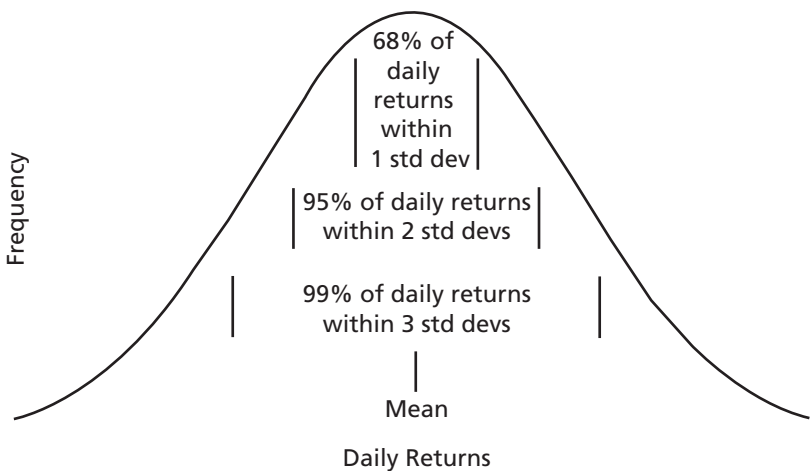 68% of
daily
returns
within
1 std dev
95% of daily returns
within 2 std devs
99% of daily returns
within 3 std devs
Mean
Frequency
Daily Returns